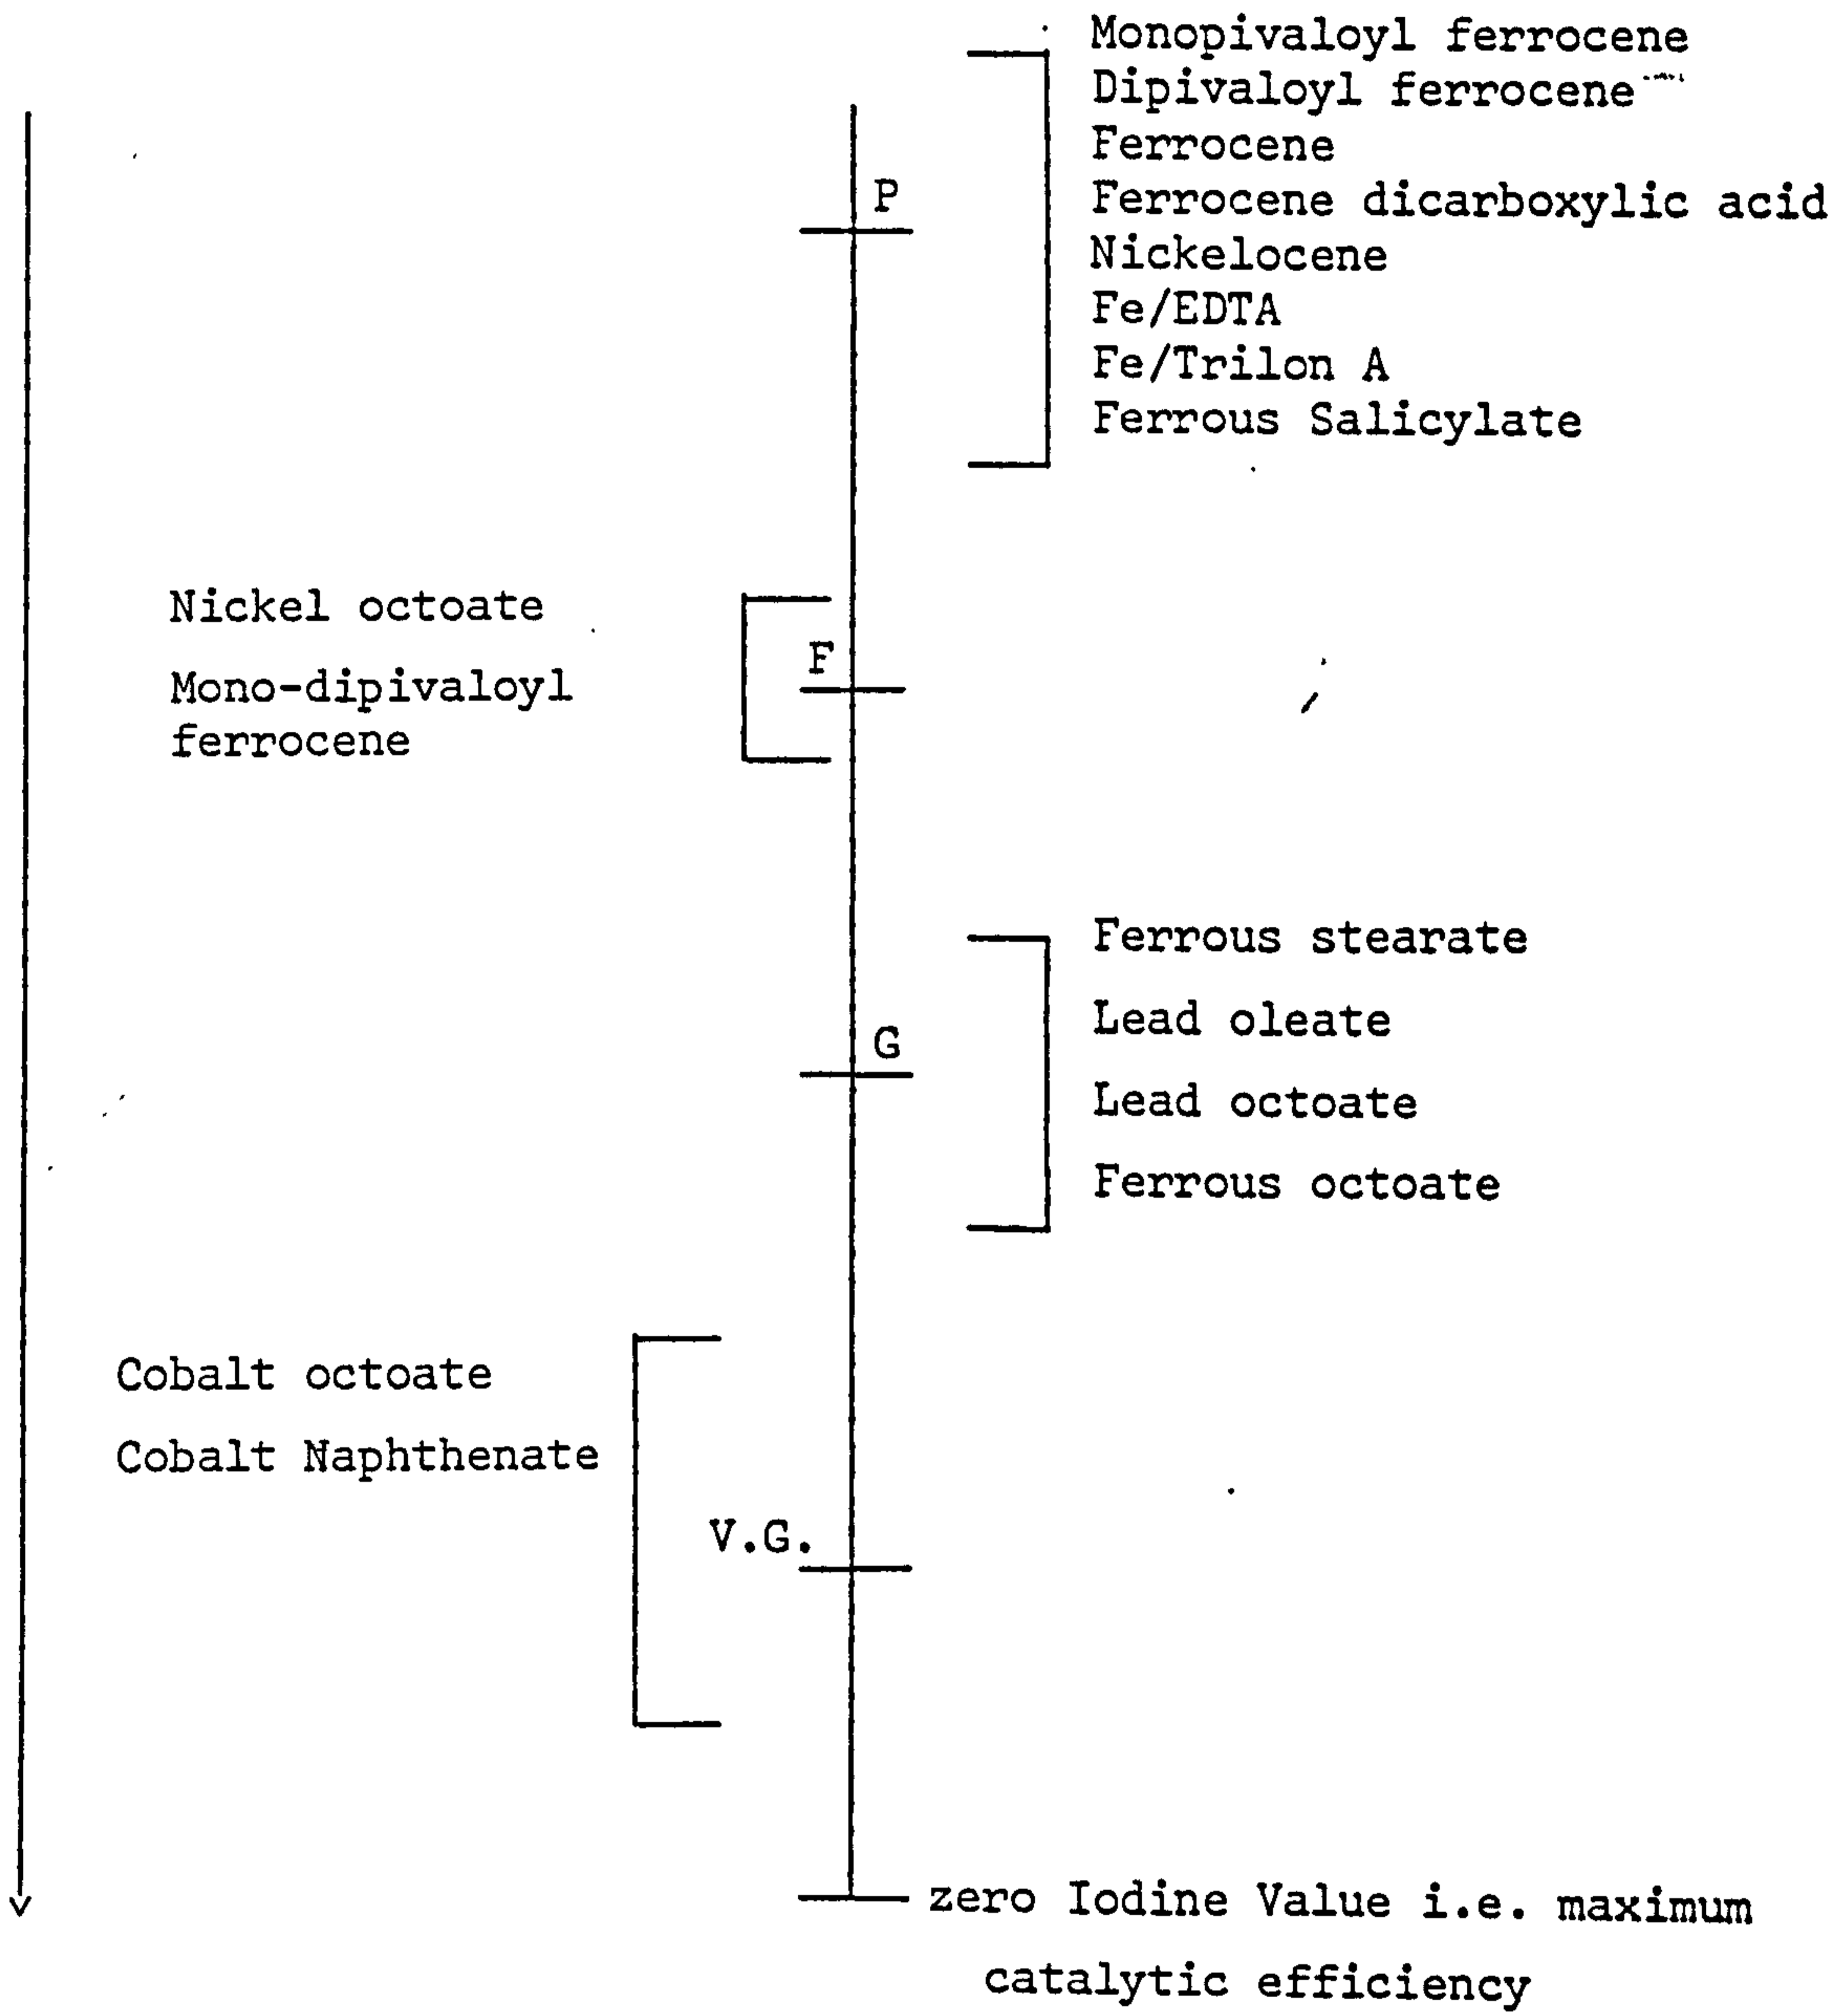 Monopivaloyl ferrocene
Dipivaloyl ferrocene
Ferrocene
P
Ferrocene dicarboxylic acid
Nickelocene
Fe/EDTA
Fe/Trilon A
Ferrous Salicylate
Nickel octoate
F
Mono-dipivaloyl
ferrocene
Ferrous stearate
Lead oleate
G
Lead octoate
Ferrous octoate
Cobalt octoate
Cobalt Naphthenate
V.G.
zero Iodine Value i.e. maximum
catalytic efficiency